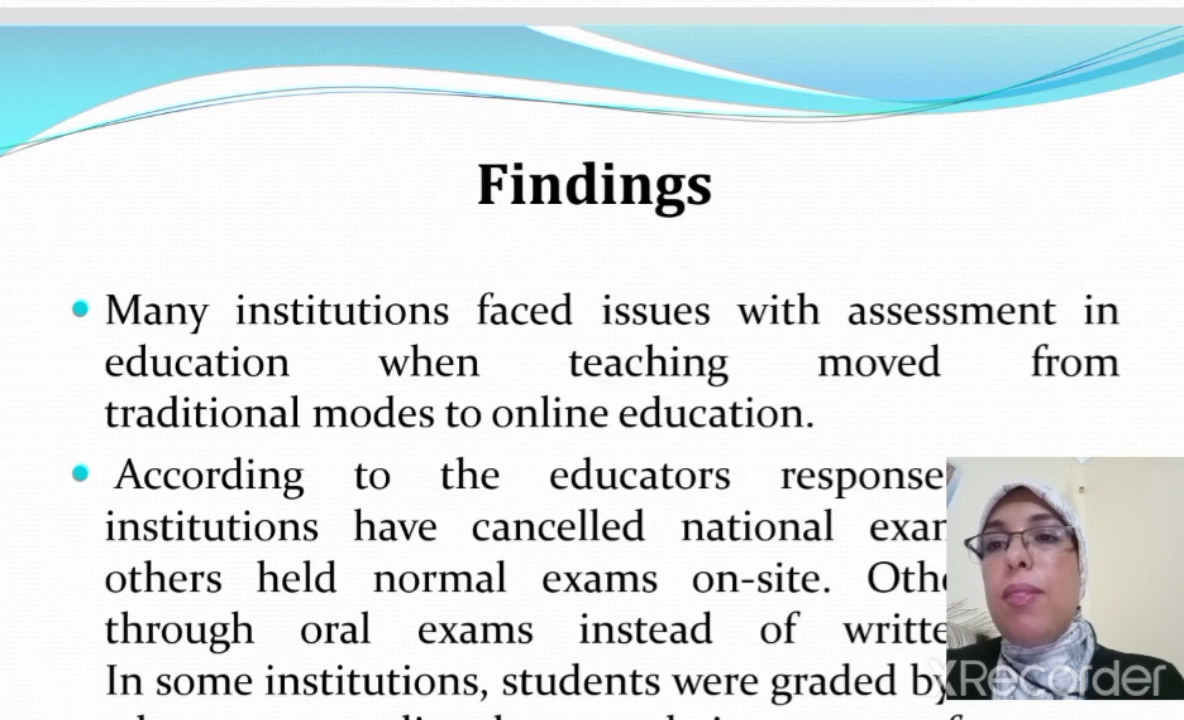 Findings
• Many institutions faced issues with assessment in
education when teaching moved from
traditional modes to online education.
• According to the educators response
institutions have cancelled national
others held normal exams on-site.
through oral exams instead of
In some institutions, students were graded by
XRecorder